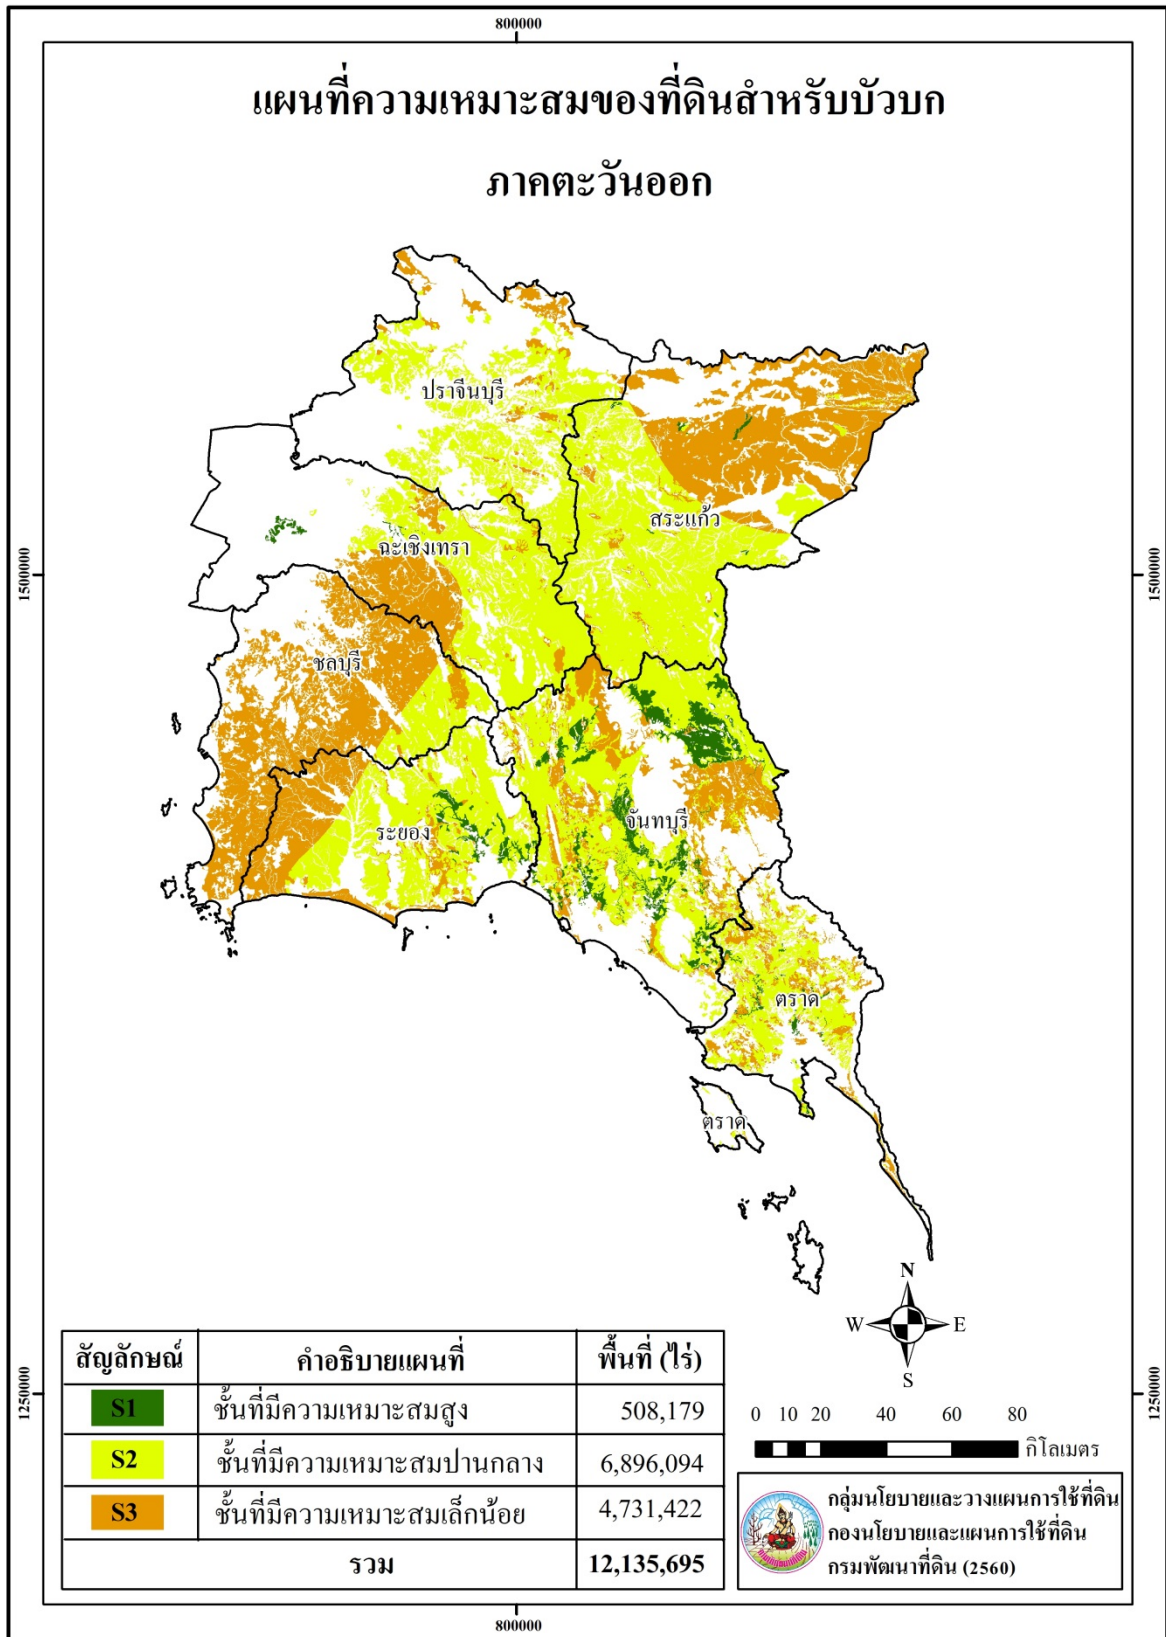 800000
แผนที่ความเหมาะสมของที่ดินสำหรับบัวบก
ภาคตะวันออก
ปราจีนบุรี
สระแก้ว
ฉะเชิงเทรา
1500000
1500000
ชลบุรี
ระยอง
จันทบุรี
ตราด
ตราด
N
W
E
S
สัญลักษณ์ คำอธิบายแผนที่ พื้นที่ (ไร่)
S1 ชั้นที่มีความเหมาะสมสูง 508,179
S2 ชั้นที่มีความเหมาะสมปานกลาง 6,896,094
S3 ชั้นที่มีความเหมาะสมเล็กน้อย 4,731,422
รวม 12,135,695
1250000
1250000
0 10 20 40 60 80
กิโลเมตร
กลุ่มนโยบายและวางแผนการใช้ที่ดิน
กองนโยบายและแผนการใช้ที่ดิน
กรมพัฒนาที่ดิน (2560)
800000